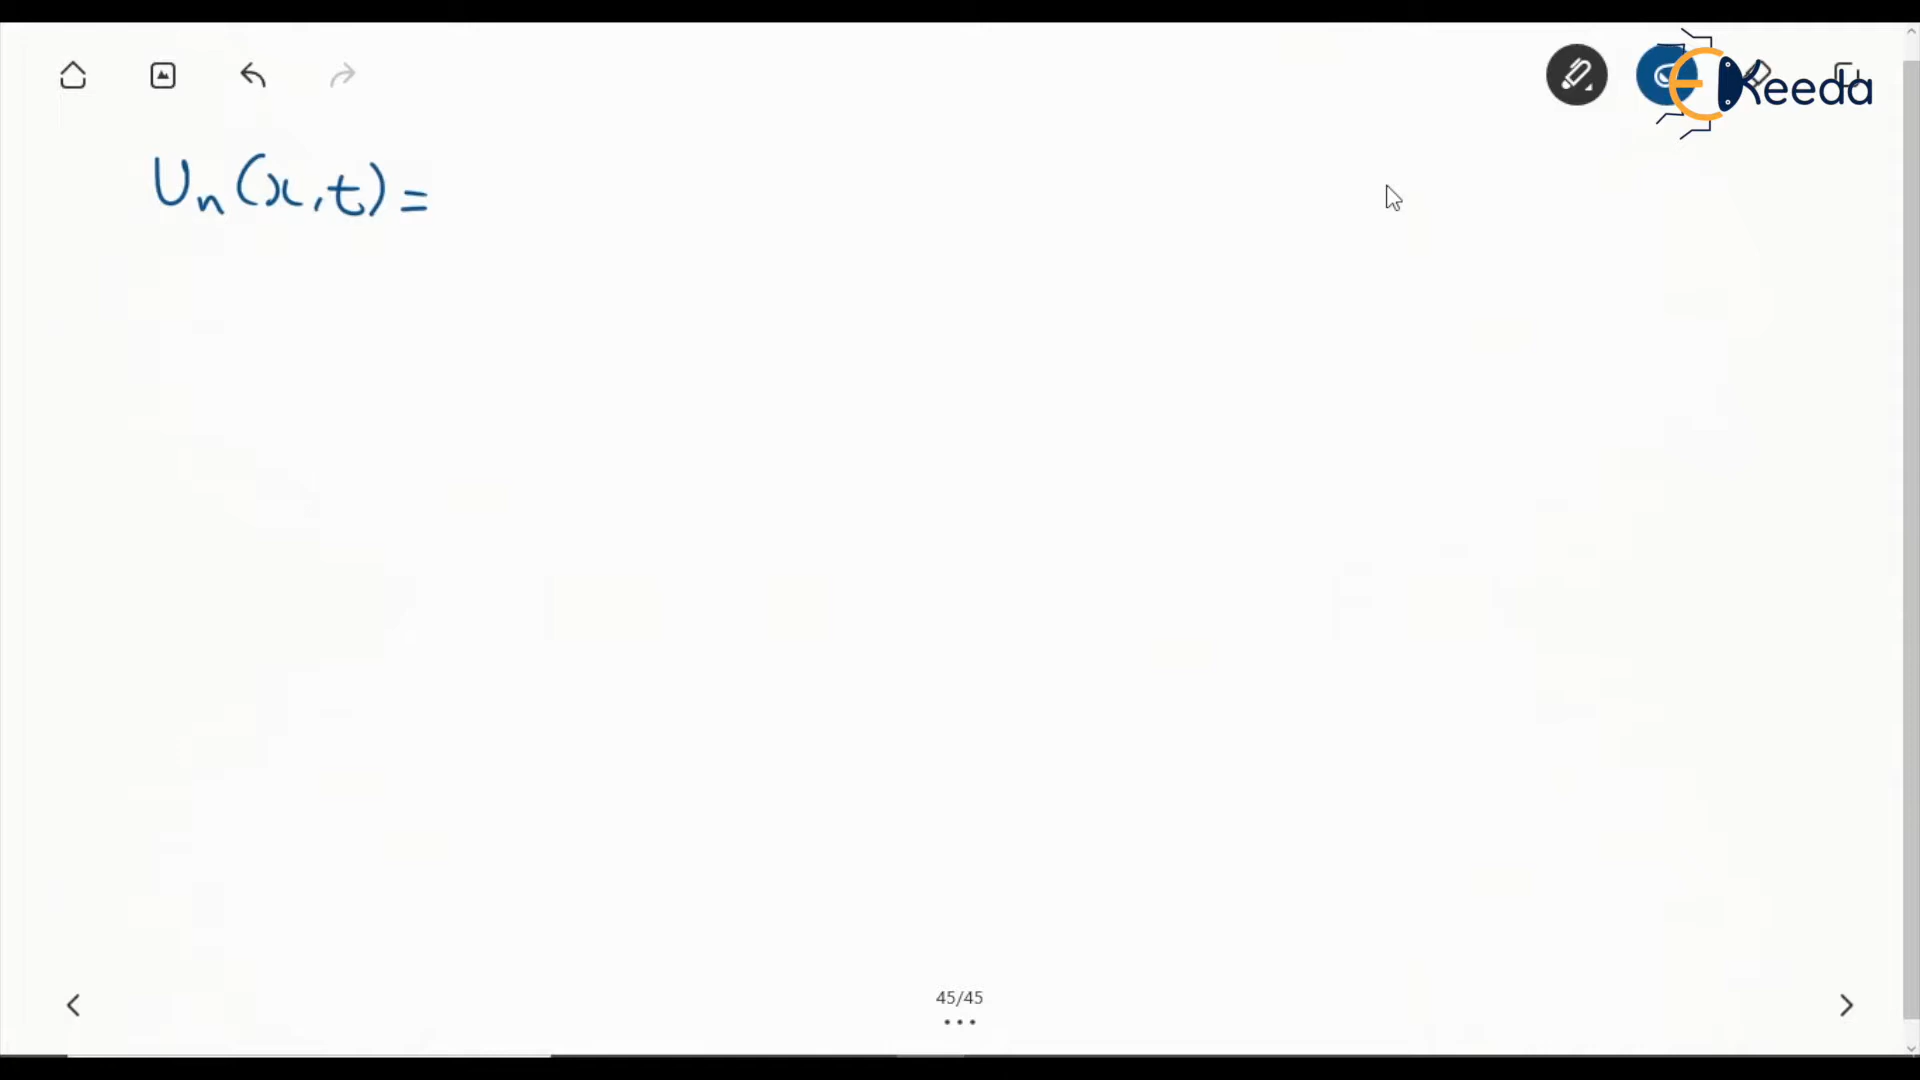 Keeda
Uₙ(x,t) =
45/45